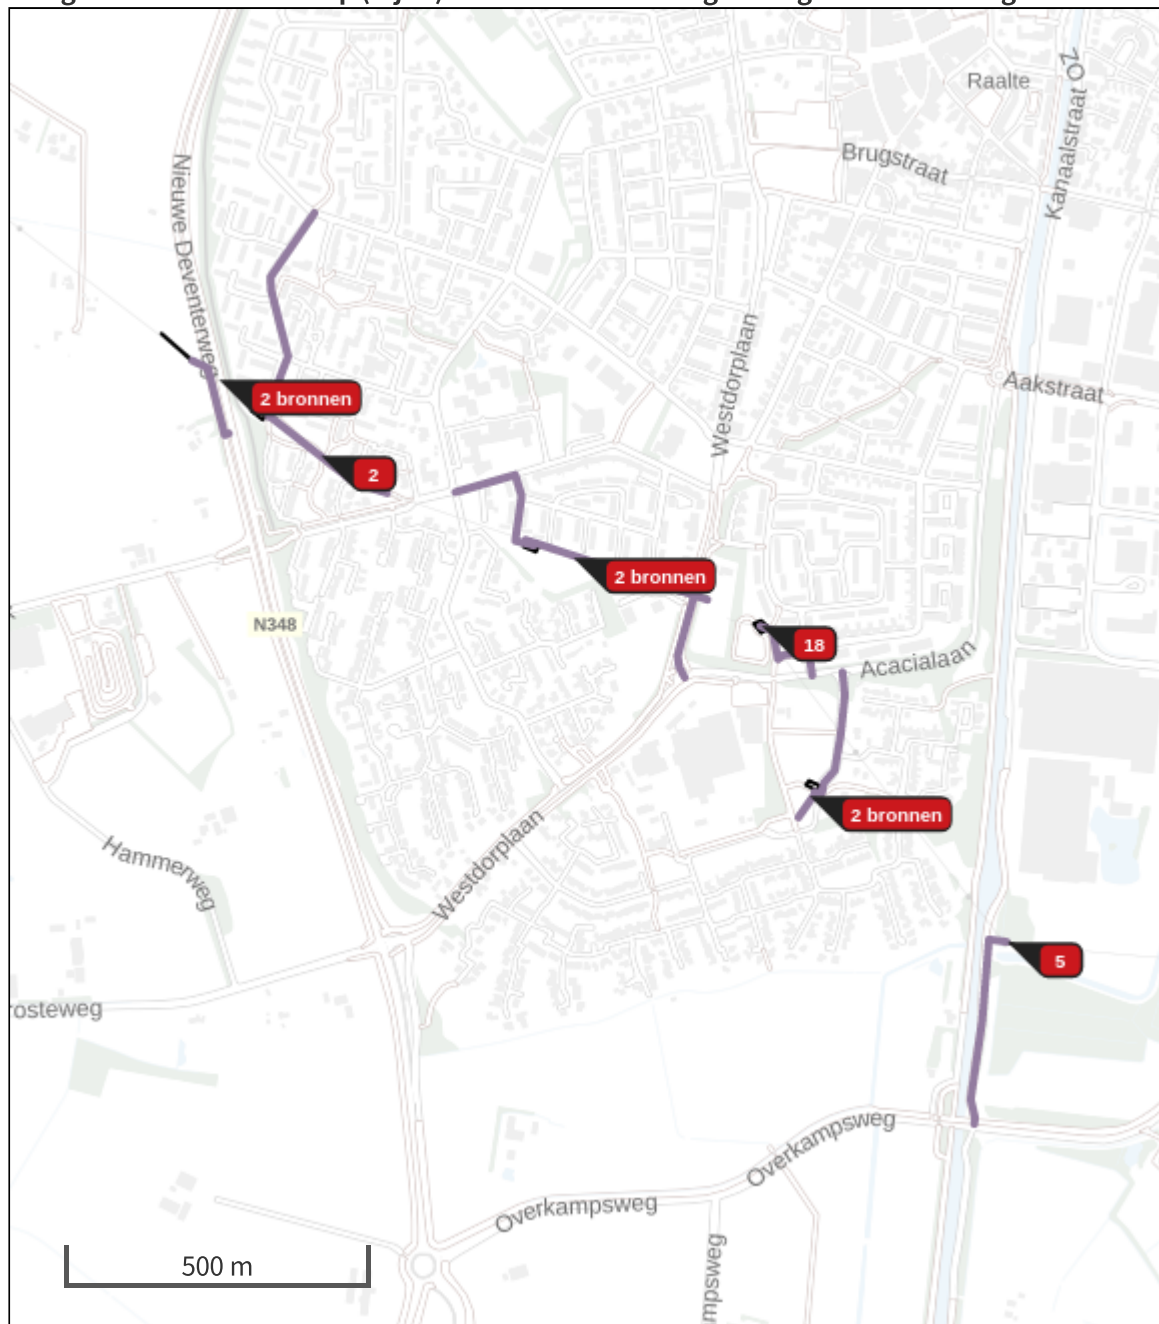 Raalte
Kanaalstraat OZ
Brugstraat
Nieuwe Deventerweg
Westdorplaan
Aakstraat
2 bronnen
2
2 bronnen
N348
18
Acacialaan
2 bronnen
Westdorplaan
Hammerweg
5
rosteweg
Overkampsweg
Overkampsweg
mpsweg
500 m